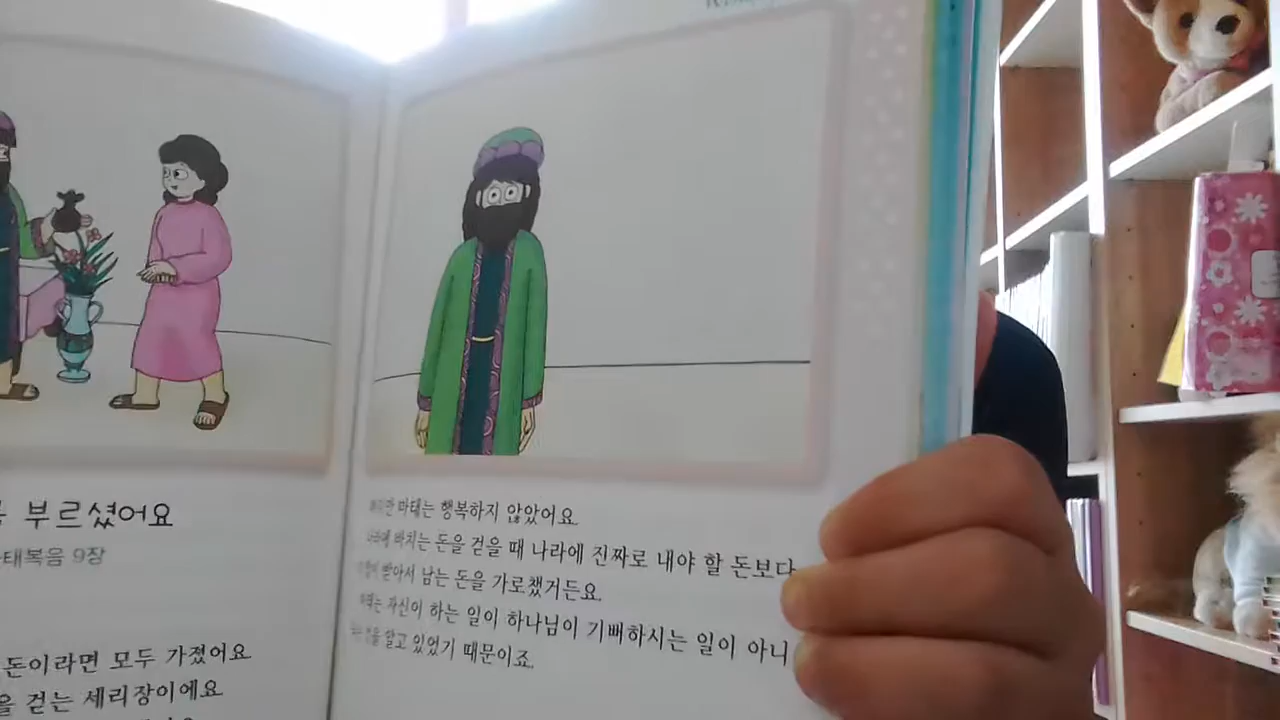 부르셨어요
태복음 9장
돈이라면 모두 가졌어요
걷는 세리장이에요
마태는 행복하지 않았어요.
바치는 돈을 걷을 때 나라에 진짜로 내야 할 돈보다
받아서 남는 돈을 가로챘거든요.
자신이 하는 일이 하나님이 기뻐하시는 일이 아니
알고 있었기 때문이죠.